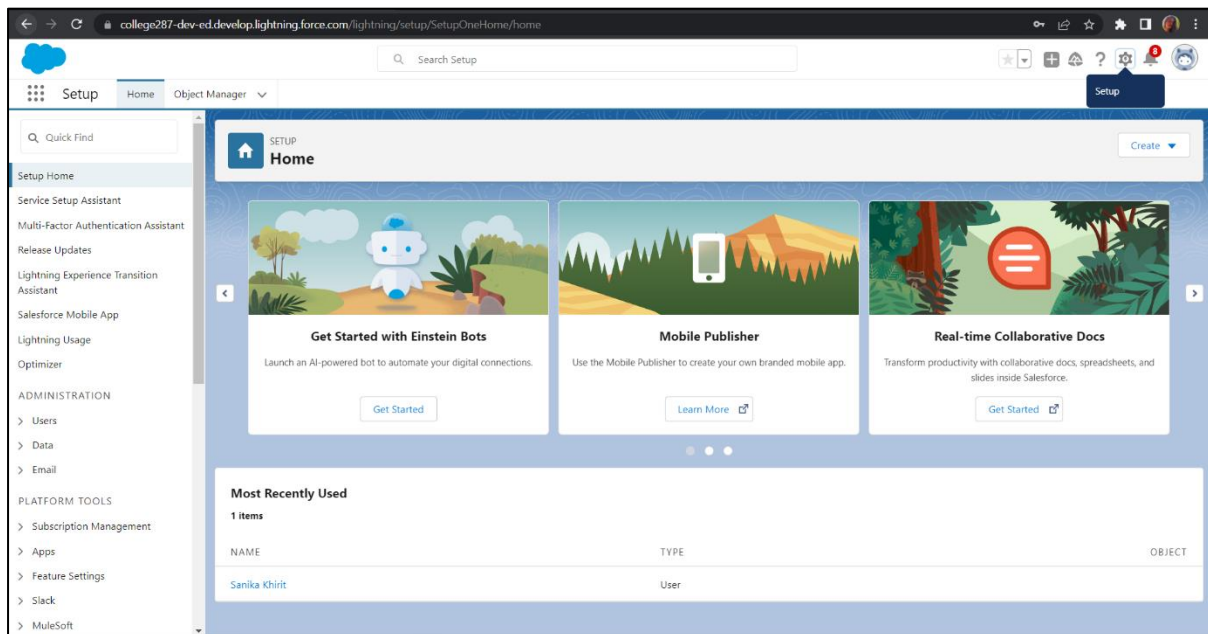 college287-dev-ed.develop.lightning.force.com/lightning/setup/SetupOneHome/home
Search Setup
8
Setup
Setup
Home
Object Manager
Quick Find
Setup Home
Service Setup Assistant
Multi-Factor Authentication Assistant
Release Updates
Lightning Experience Transition
Assistant
Salesforce Mobile App
Lightning Usage
Optimizer
ADMINISTRATION
Users
Data
Email
PLATFORM TOOLS
Subscription Management
Apps
Feature Settings
Slack
MuleSoft
SETUP
Home
Create
Get Started with Einstein Bots
Launch an AI-powered bot to automate your digital connections.
Get Started
Mobile Publisher
Use the Mobile Publisher to create your own branded mobile app.
Learn More
Real-time Collaborative Docs
Transform productivity with collaborative docs, spreadsheets, and
slides inside Salesforce.
Get Started
Most Recently Used
1 items
NAME TYPE OBJECT
Sanika Khirit User